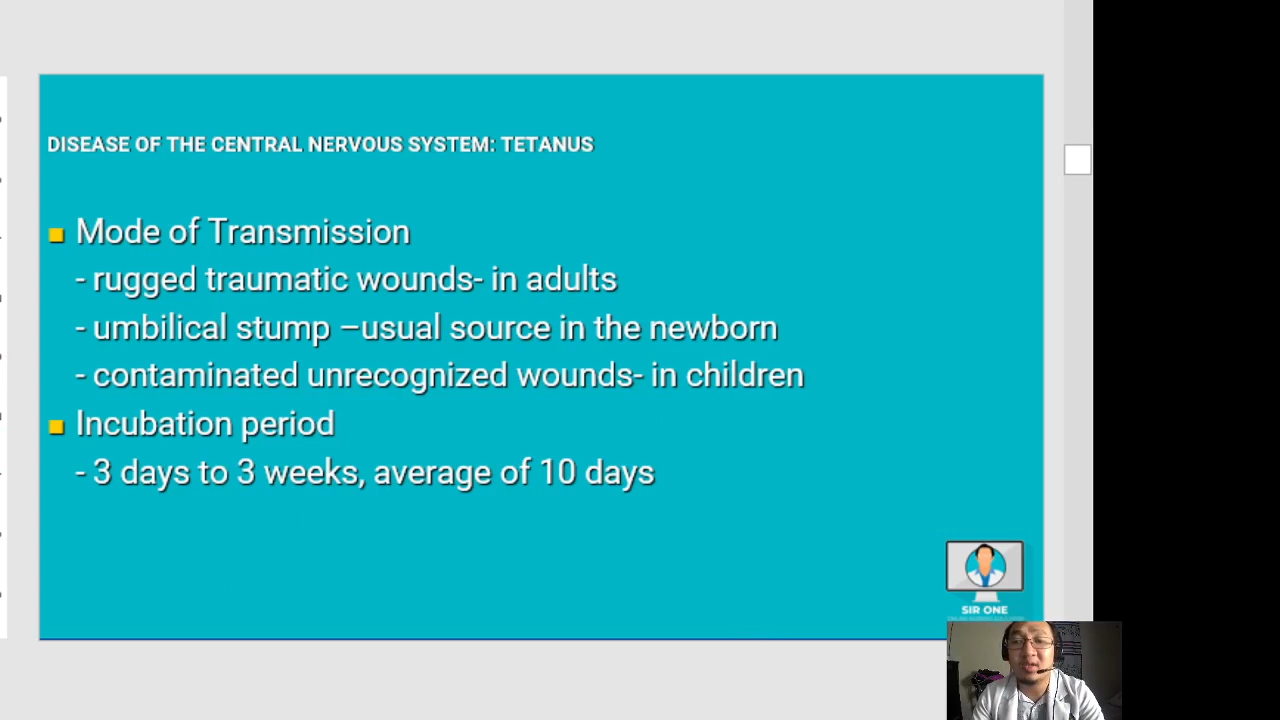 DISEASE OF THE CENTRAL NERVOUS SYSTEM: TETANUS
■ Mode of Transmission
- rugged traumatic wounds- in adults
- umbilical stump –usual source in the newborn
- contaminated unrecognized wounds- in children
■ Incubation period
- 3 days to 3 weeks, average of 10 days
SIR ONE